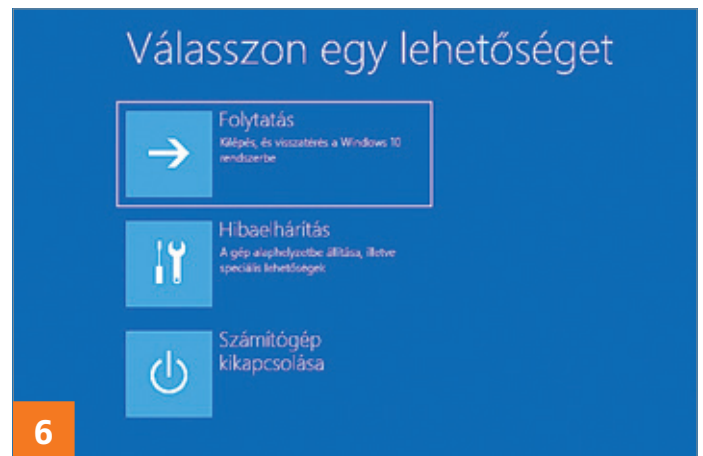 Válasszon egy lehetőséget
Folytatás
Kilépés, és visszatérés a Windows 10
rendszerbe
Hibaelhárítás
A gép alaphelyzetbe állítása, illetve
speciális lehetőségek
Számítógép
kikapcsolása
6